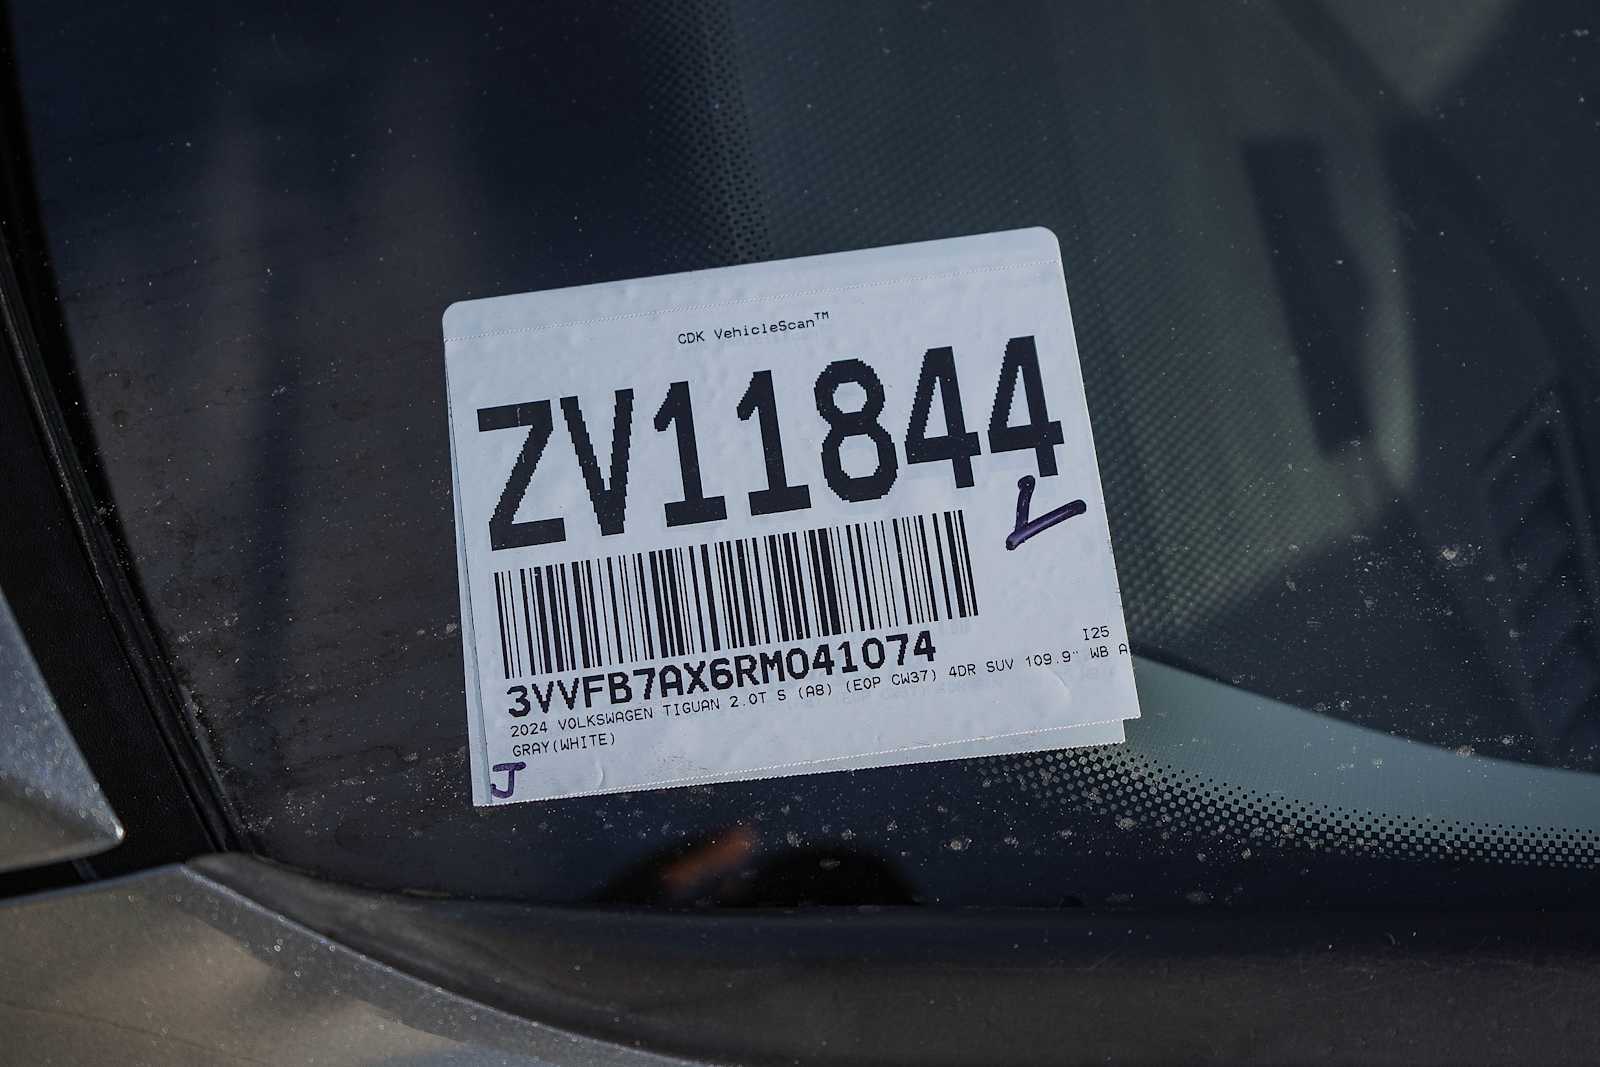 CDK VehicleScan™
ZV11844
L
3VVFB7AX6RM041074
I25
2024 VOLKSWAGEN TIGUAN 2.0T S (A8) (EOP CW37) 4DR SUV 109.9" WB A
GRAY(WHITE)
J